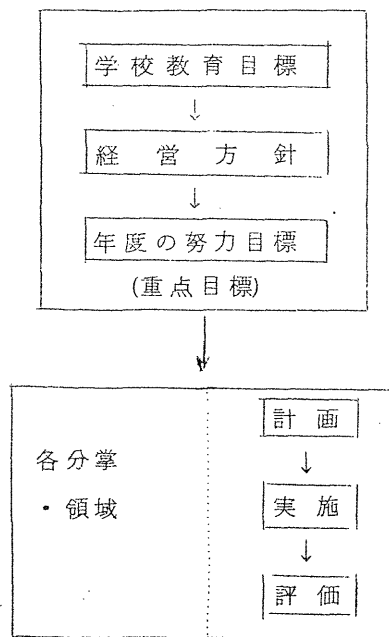 学校教育目標
↓
経営方針
↓
年度の努力目標
(重点目標)
↓
各分掌
・領域
計画
↓
実施
↓
評価